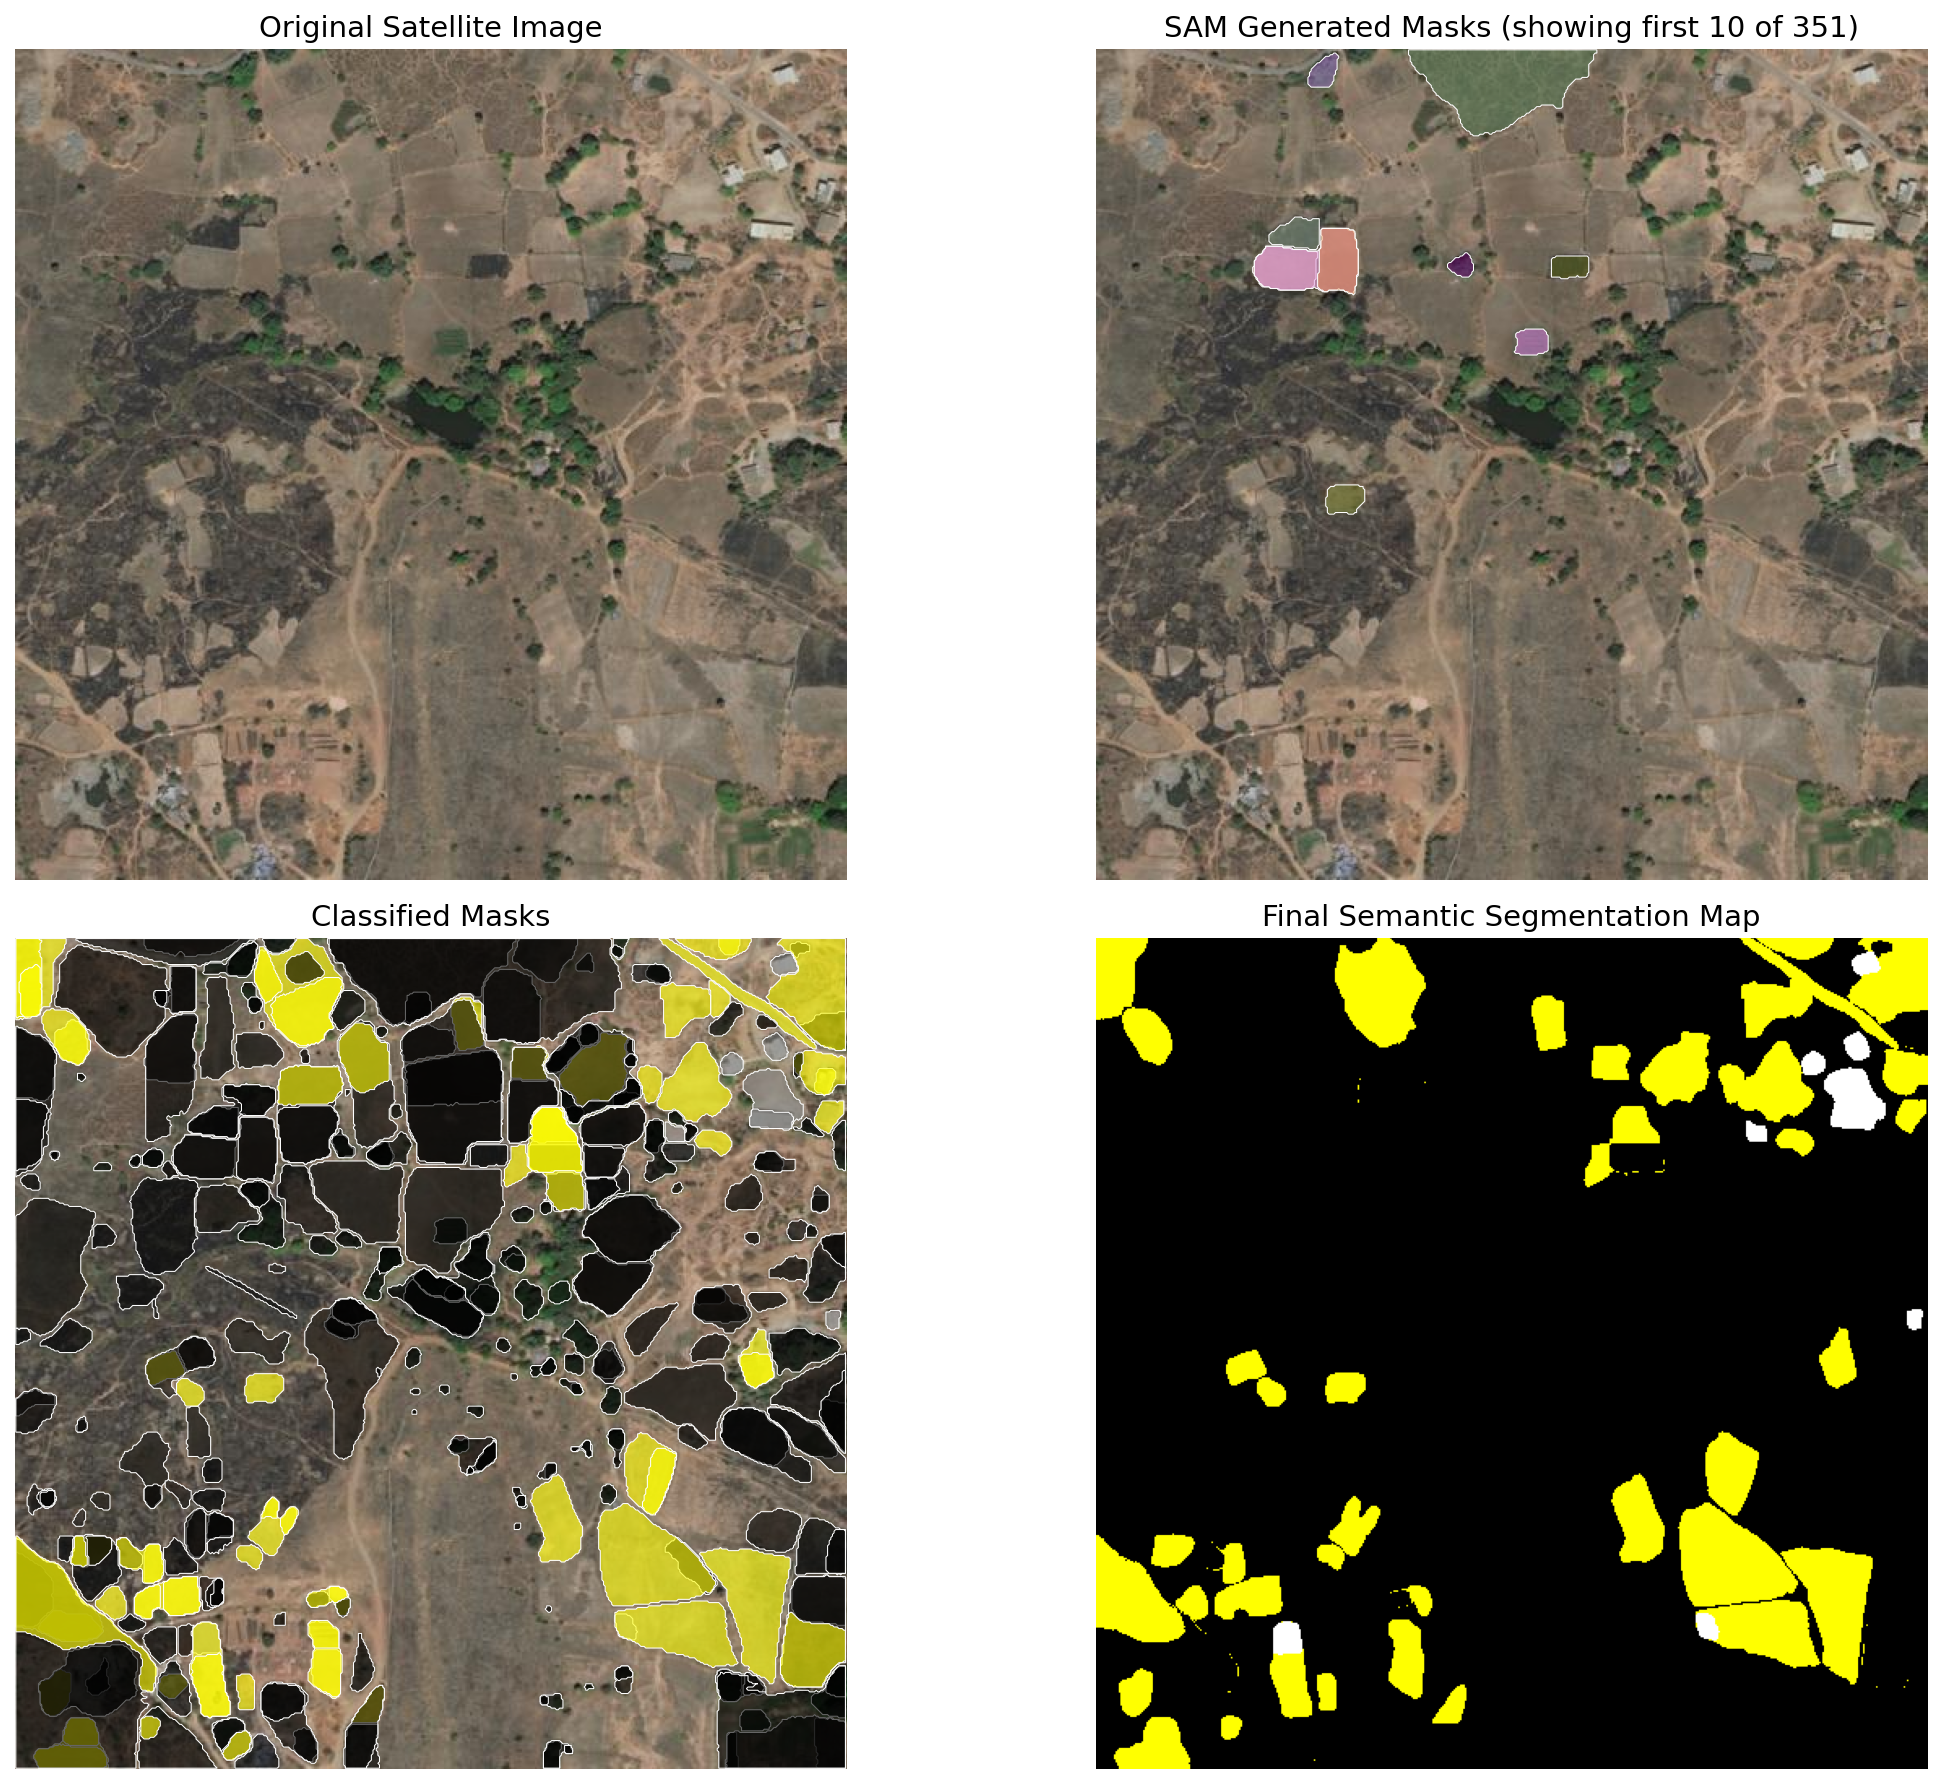 Original Satellite Image
SAM Generated Masks (showing first 10 of 351)
Classified Masks
Final Semantic Segmentation Map